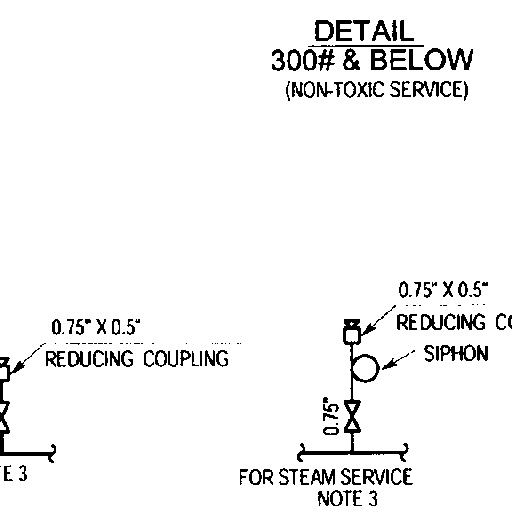 DETAIL
300# & BELOW
(NON-TOXIC SERVICE)
0.75" X 0.5"
REDUCING
SIPHON
0.75" X 0.5"
REDUCING COUPLING
0.75"
3
FOR STEAM SERVICE
NOTE 3